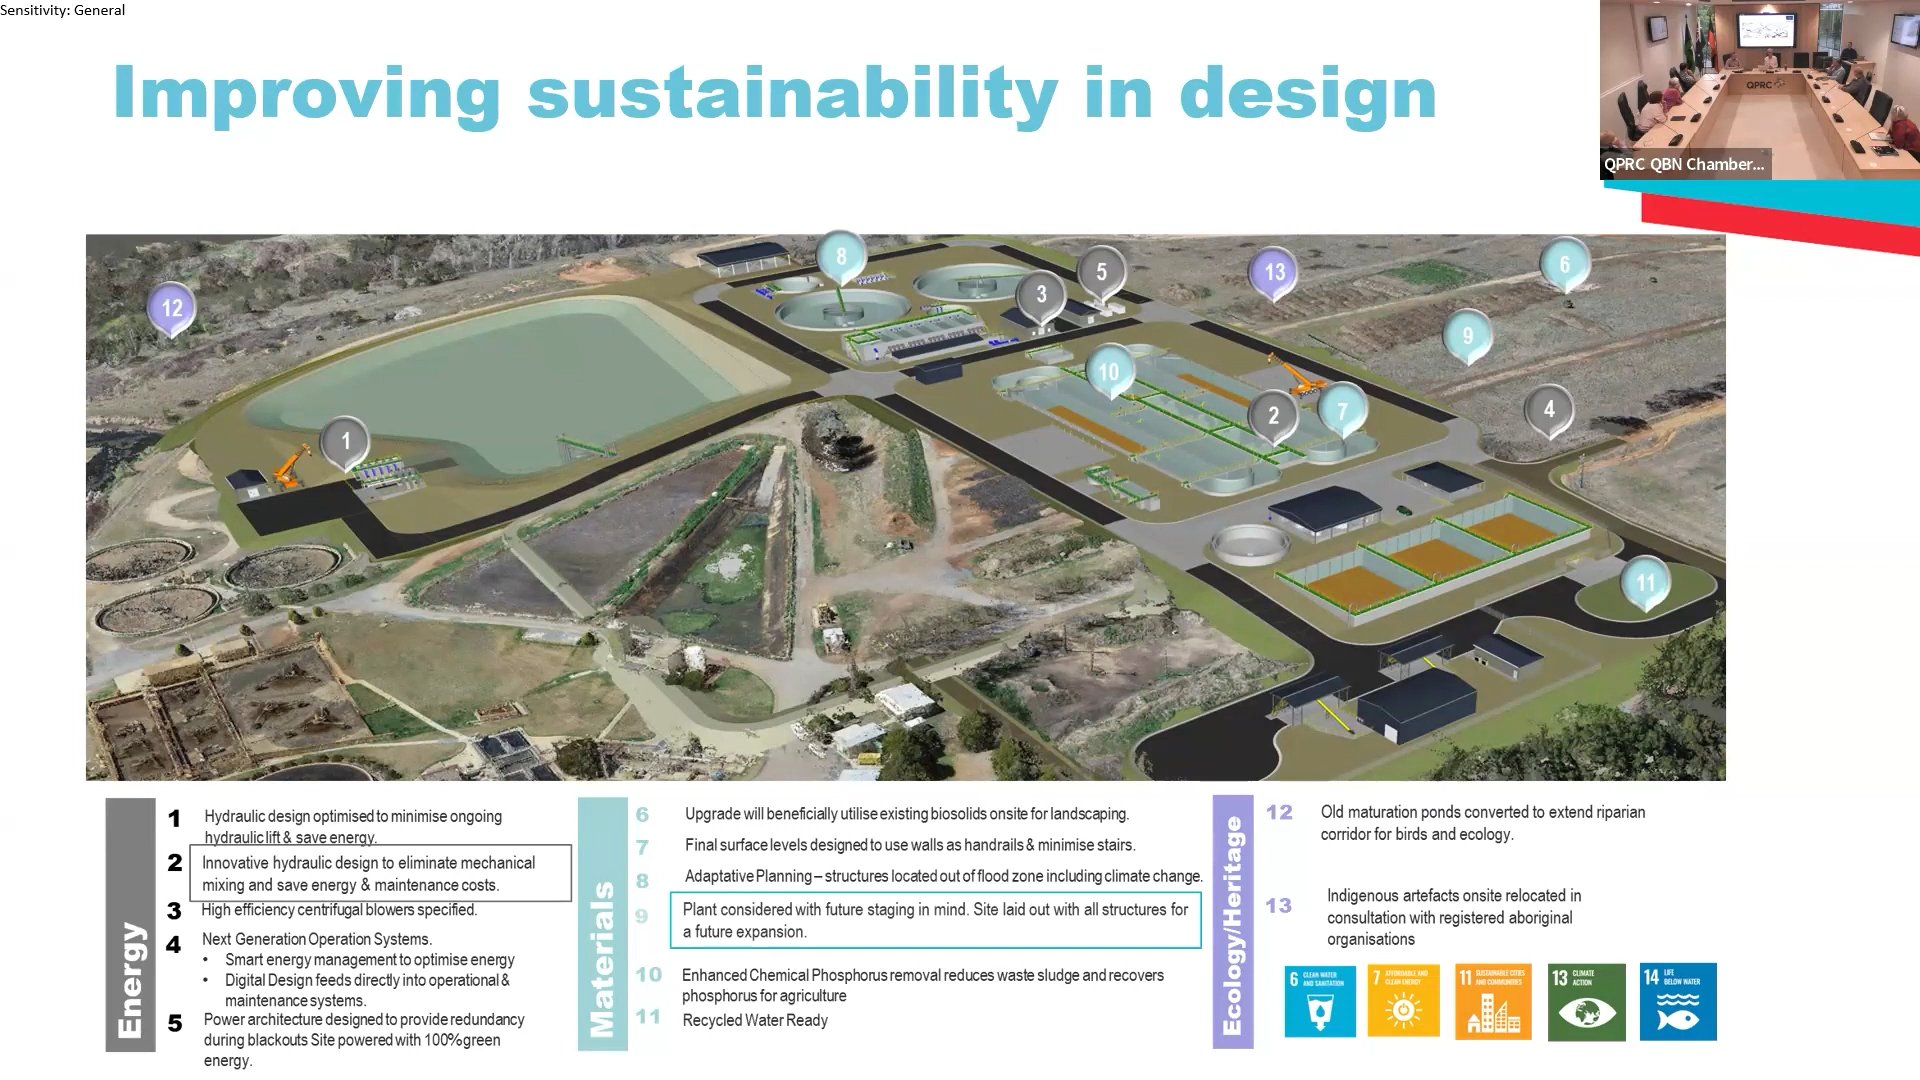 Sensitivity: General
Improving sustainability in design
QPRC
QPRC QBN Chamber...
8
5
13
6
3
12
9
10
4
2
7
1
11
Energy
1 Hydraulic design optimised to minimise ongoing
hydraulic lift & save energy.
2 Innovative hydraulic design to eliminate mechanical
mixing and save energy & maintenance costs.
3 High efficiency centrifugal blowers specified.
4 Next Generation Operation Systems.
• Smart energy management to optimise energy
• Digital Design feeds directly into operational &
maintenance systems.
5 Power architecture designed to provide redundancy
during blackouts Site powered with 100% green
energy.
Materials
6 Upgrade will beneficially utilise existing biosolids onsite for landscaping.
7 Final surface levels designed to use walls as handrails & minimise stairs.
8 Adaptative Planning – structures located out of flood zone including climate change.
9 Plant considered with future staging in mind. Site laid out with all structures for
a future expansion.
10 Enhanced Chemical Phosphorus removal reduces waste sludge and recovers
phosphorus for agriculture
11 Recycled Water Ready
Ecology/Heritage
12 Old maturation ponds converted to extend riparian
corridor for birds and ecology.
13 Indigenous artefacts onsite relocated in
consultation with registered aboriginal
organisations
6 CLEAN WATER
AND SANITATION
7 AFFORDABLE AND
CLEAN ENERGY
11 SUSTAINABLE CITIES
AND COMMUNITIES
13 CLIMATE
ACTION
14 LIFE
BELOW WATER